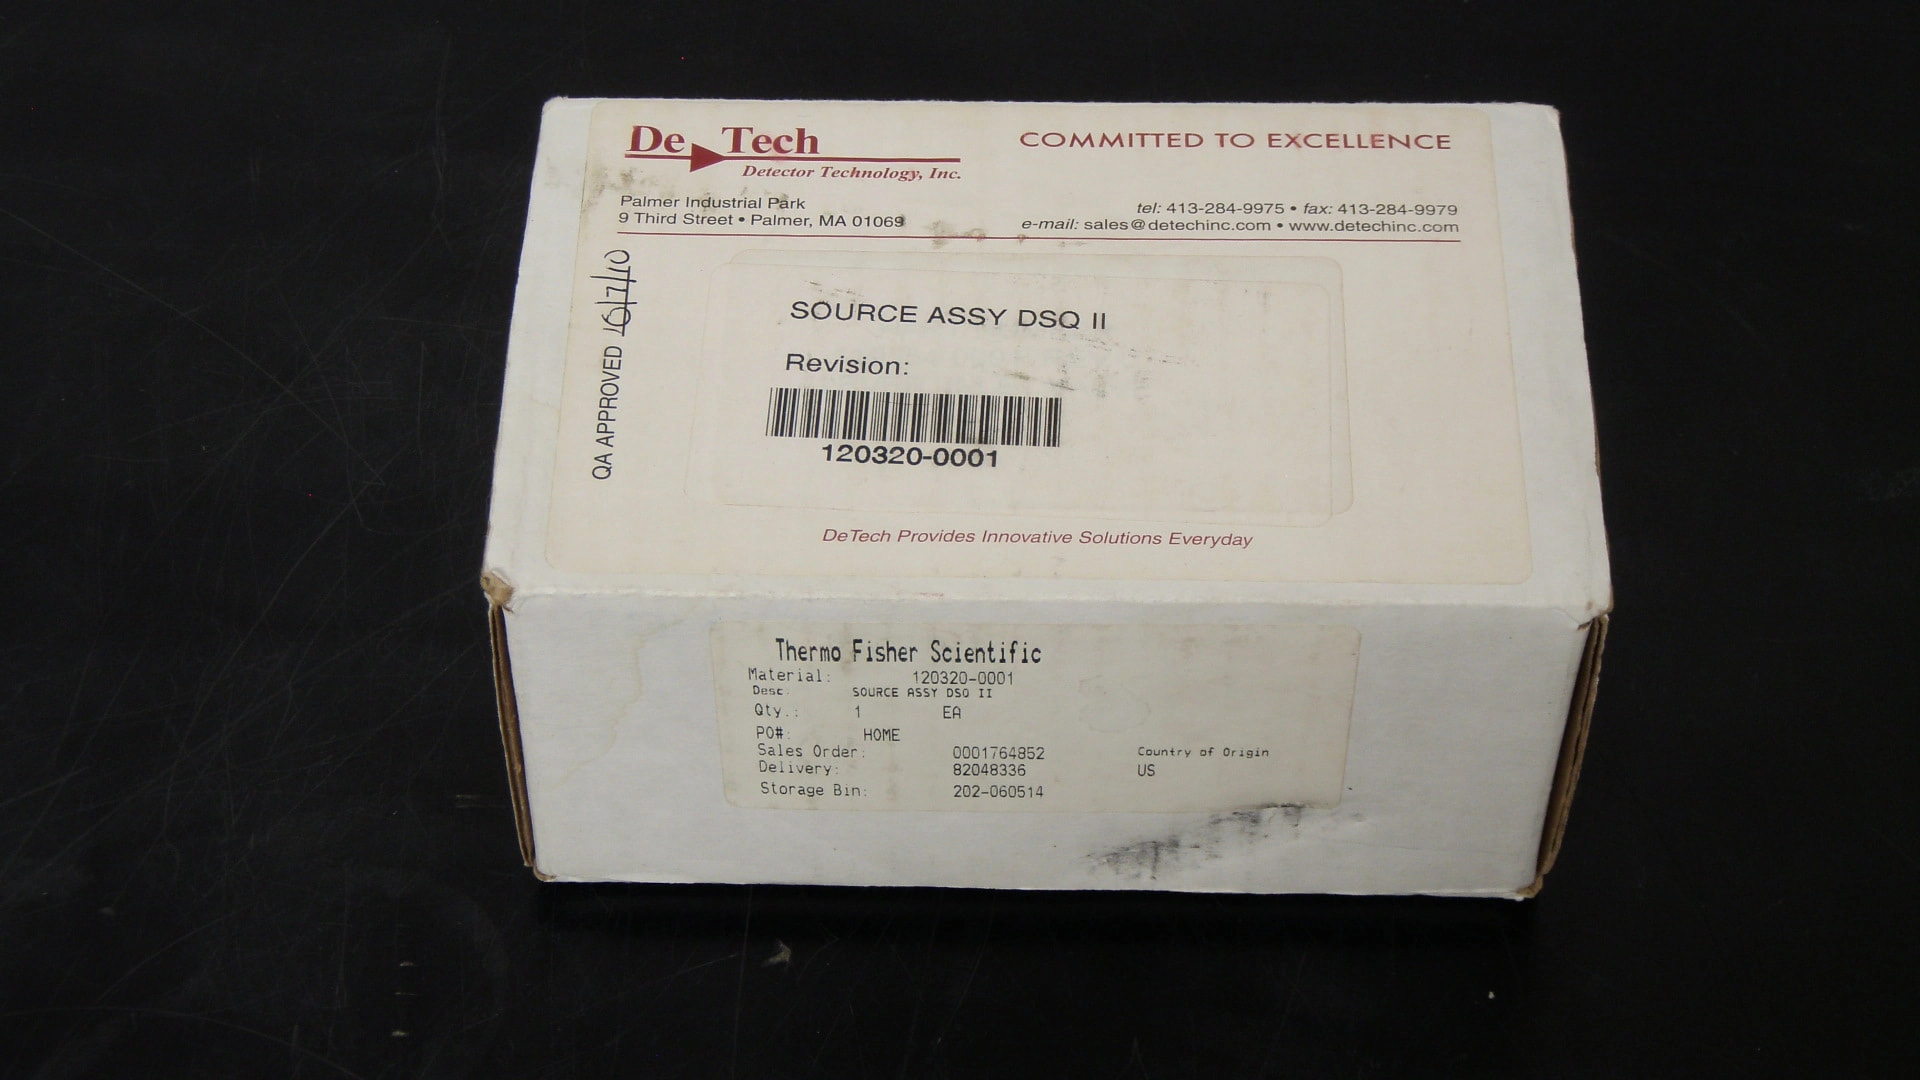 De Tech
Detector Technology, Inc.
COMMITTED TO EXCELLENCE
Palmer Industrial Park
9 Third Street • Palmer, MA 01069
tel: 413-284-9975 • fax: 413-284-9979
e-mail: sales@detechinc.com • www.detechinc.com
QA APPROVED
SOURCE ASSY DSQ II
Revision:
120320-0001
DeTech Provides Innovative Solutions Everyday
Thermo Fisher Scientific
Material: 120320-0001
Desc: SOURCE ASSY DSQ II
Qty.: 1 EA
PO#: HOME
Sales Order: 0001764852 Country of Origin
Delivery: 82048336 US
Storage Bin: 202-060514